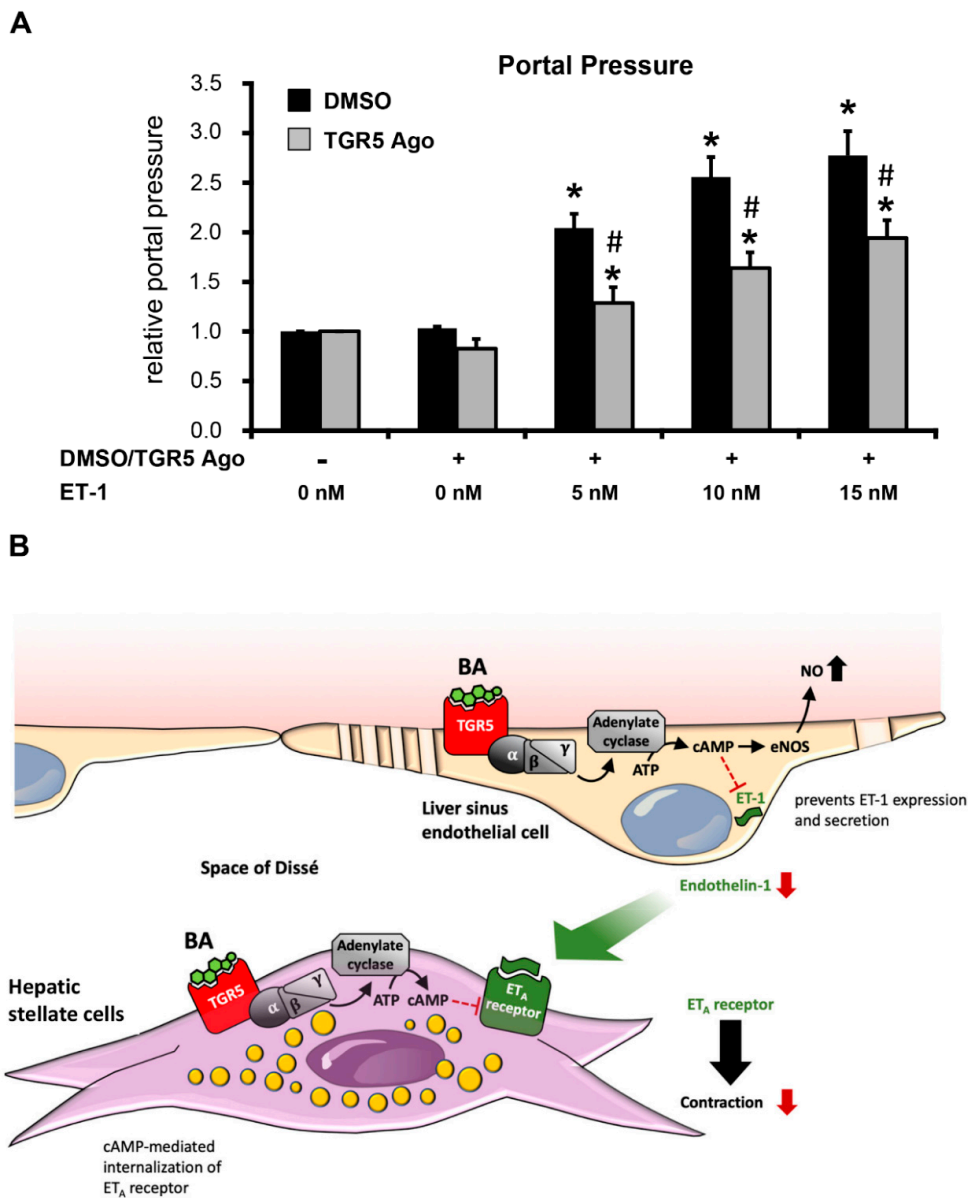 A
Portal Pressure
3.5
3.0
2.5
2.0
1.5
1.0
0.5
0.0
relative portal pressure
DMSO
TGR5 Ago
*
*
*
#
*
#
*
#
*
DMSO/TGR5 Ago - + + + +
ET-1 0 nM 0 nM 5 nM 10 nM 15 nM
B
BA
TGR5
α
β
γ
Adenylate
cyclase
ATP
cAMP
eNOS
NO
ET-1
prevents ET-1 expression
and secretion
Liver sinus
endothelial cell
Space of Dissé
Endothelin-1
BA
TGR5
α
β
γ
Adenylate
cyclase
ATP
cAMP
ETA
receptor
Hepatic
stellate cells
ETA receptor
Contraction
cAMP-mediated
internalization of
ETA receptor